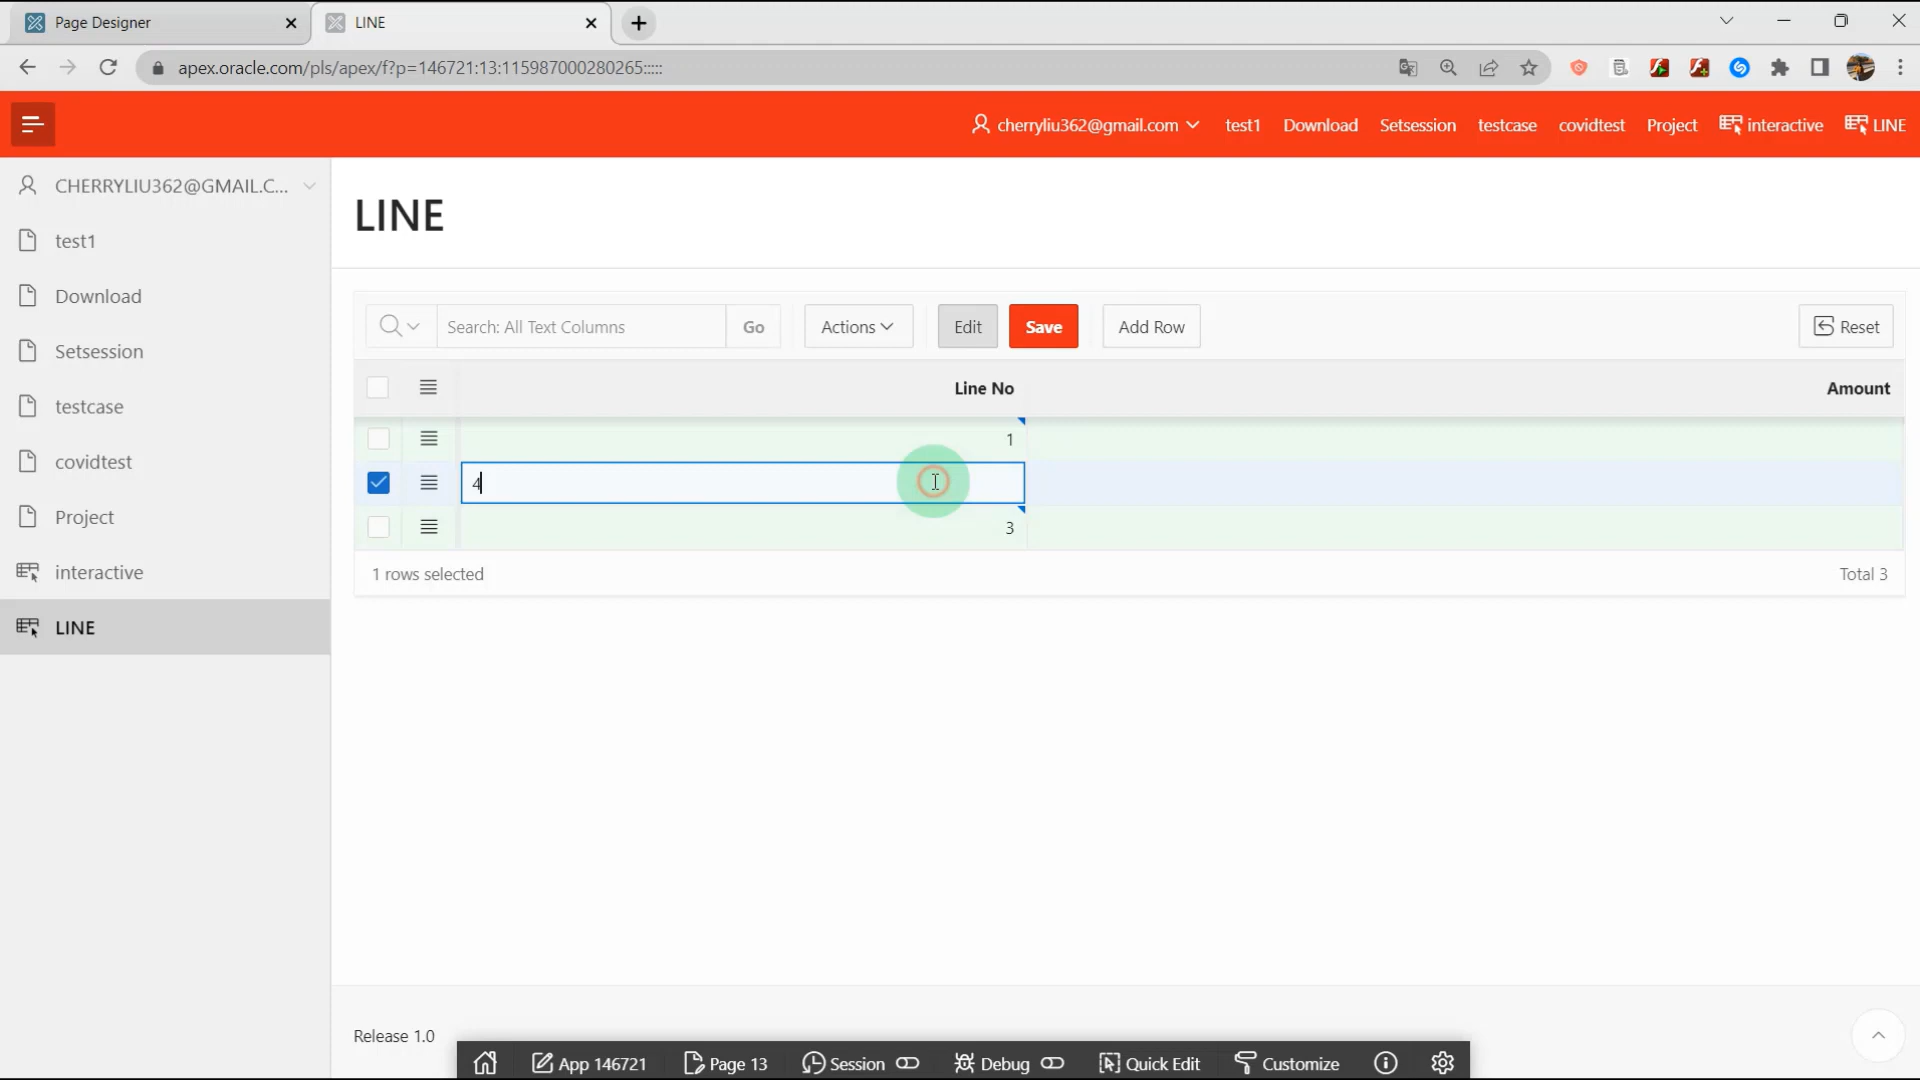 Page Designer
LINE
apex.oracle.com/pls/apex/f?p=146721:13:115987000280265:::::
cherryliu362@gmail.com test1 Download Setsession testcase covidtest Project interactive LINE
CHERRYLIU362@GMAIL.C...
test1
Download
Setsession
testcase
covidtest
Project
interactive
LINE
LINE
Search: All Text Columns Go Actions Edit Save Add Row Reset
Line No Amount
1
4
3
1 rows selected Total 3
Release 1.0
App 146721 Page 13 Session Debug Quick Edit Customize